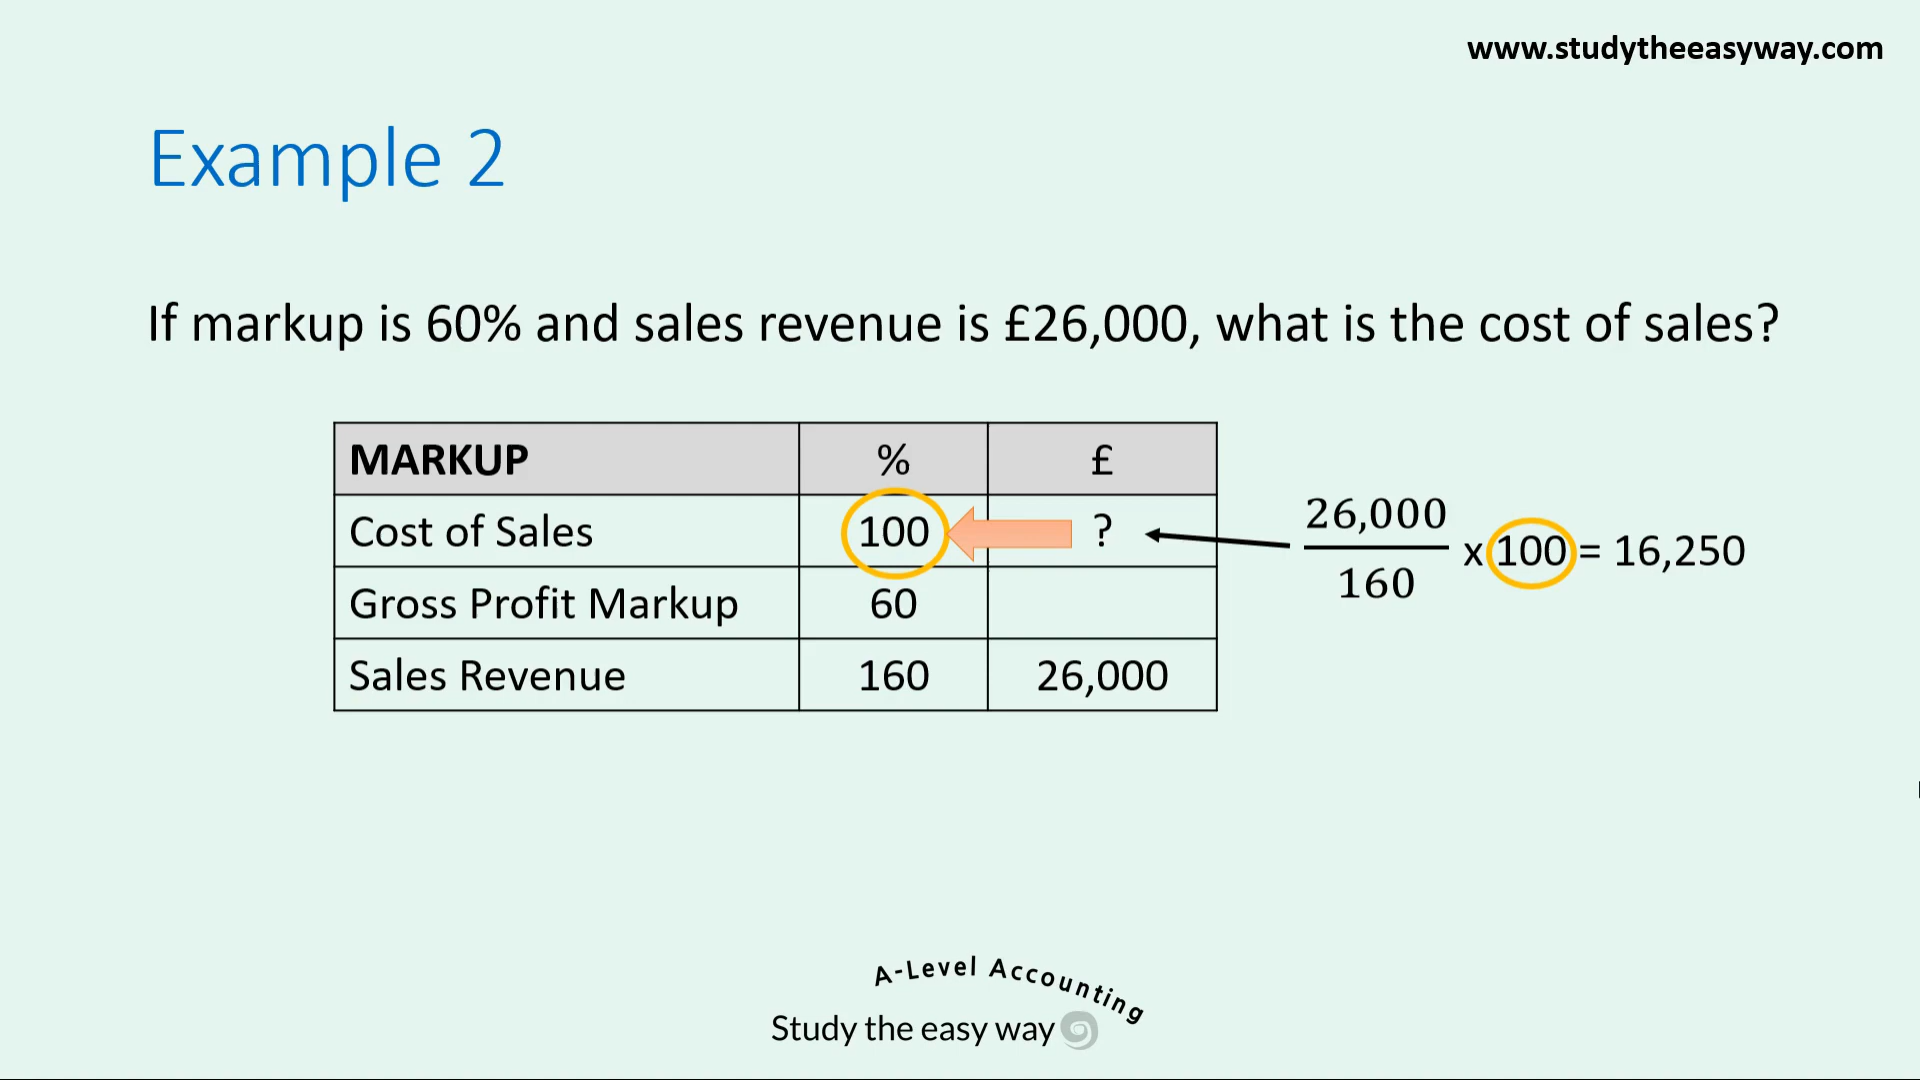 www.studytheeasyway.com
Example 2
If markup is 60% and sales revenue is £26,000, what is the cost of sales?
MARKUP % £
Cost of Sales 100 ?
Gross Profit Markup 60
Sales Revenue 160 26,000
26,000
160
x 100 = 16,250
A-Level Accounting
Study the easy way